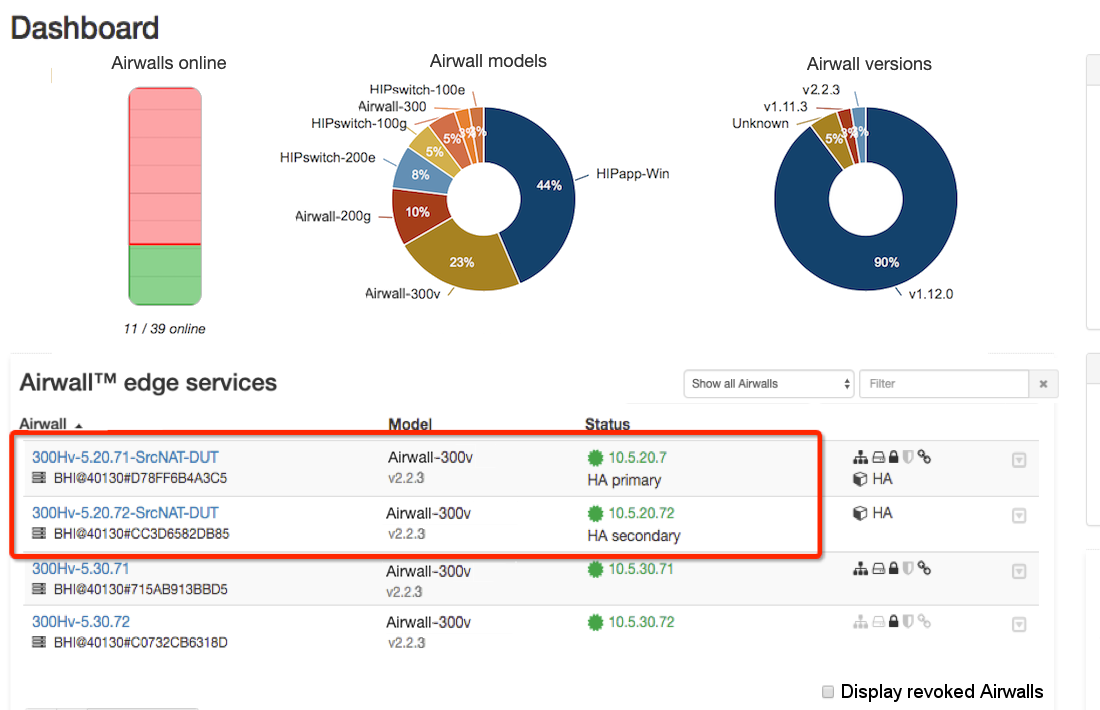 Dashboard
Airwalls online
11 / 39 online
Airwall models
HIPswitch-100e
Airwall-300
HIPswitch-100g
HIPswitch-200e
Airwall-200g
Airwall-300v
HIPapp-Win
44%
23%
10%
8%
5%
5%
3%
3%
Airwall versions
v2.2.3
v1.11.3
Unknown
v1.12.0
5%
3%
3%
90%
Airwall™ edge services
Show all Airwalls
Filter
Airwall Model Status
300Hv-5.20.71-SrcNAT-DUT Airwall-300v 10.5.20.7
BHI@40130#D78FF6B4A3C5 v2.2.3 HA primary HA
300Hv-5.20.72-SrcNAT-DUT Airwall-300v 10.5.20.72 HA
BHI@40130#CC3D6582DB85 v2.2.3 HA secondary
300Hv-5.30.71 Airwall-300v 10.5.30.71
BHI@40130#715AB913BBD5 v2.2.3
300Hv-5.30.72 Airwall-300v 10.5.30.72
BHI@40130#C0732CB6318D v2.2.3
Display revoked Airwalls